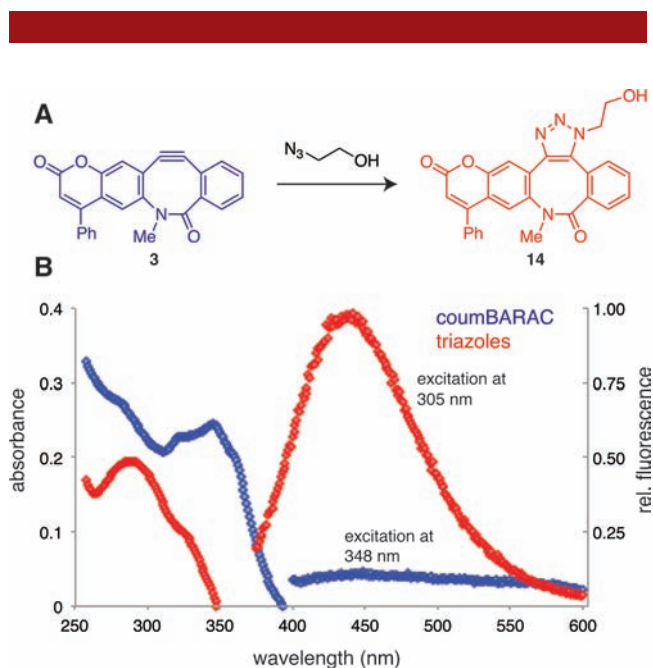 A
N₃ OH
O O N Me O Ph
3
N N N OH
O O N Me O Ph
14
B
coumBARAC
triazoles
excitation at
305 nm
excitation at
348 nm
absorbance
0.4
0.3
0.2
0.1
0
rel. fluorescence
1.00
0.75
0.50
0.25
250 300 350 400 450 500 550 600
wavelength (nm)